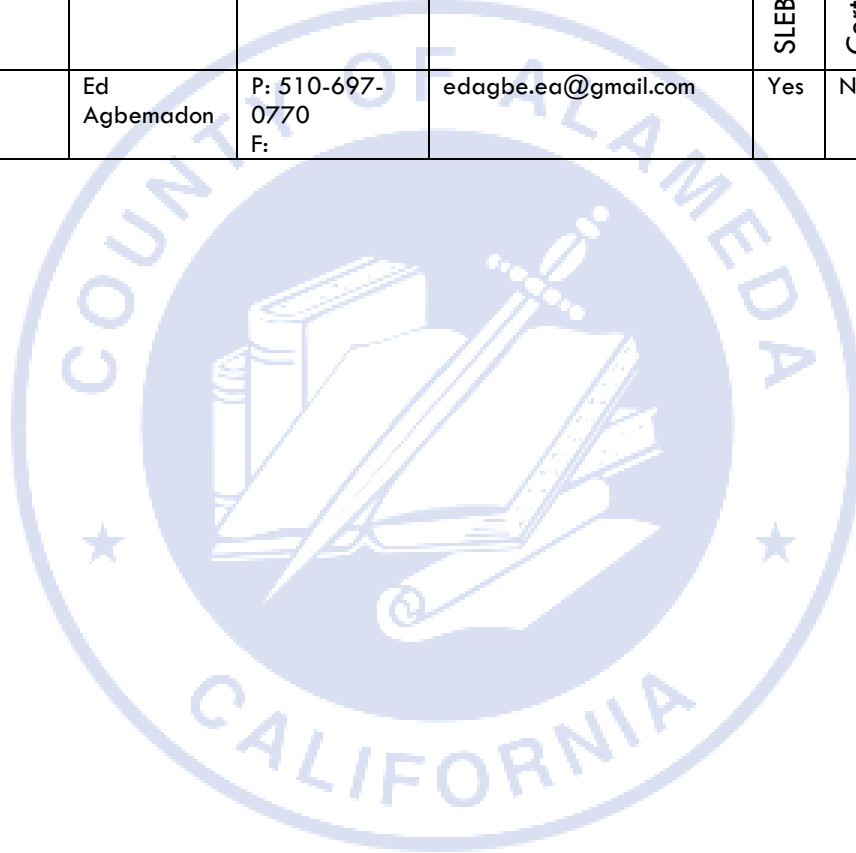 SLEB
Ed
Agbemadon
P: 510-697-
0770
F:
edagbe.ea@gmail.com
Yes
COUNTY OF ALAMEDA
CALIFORNIA